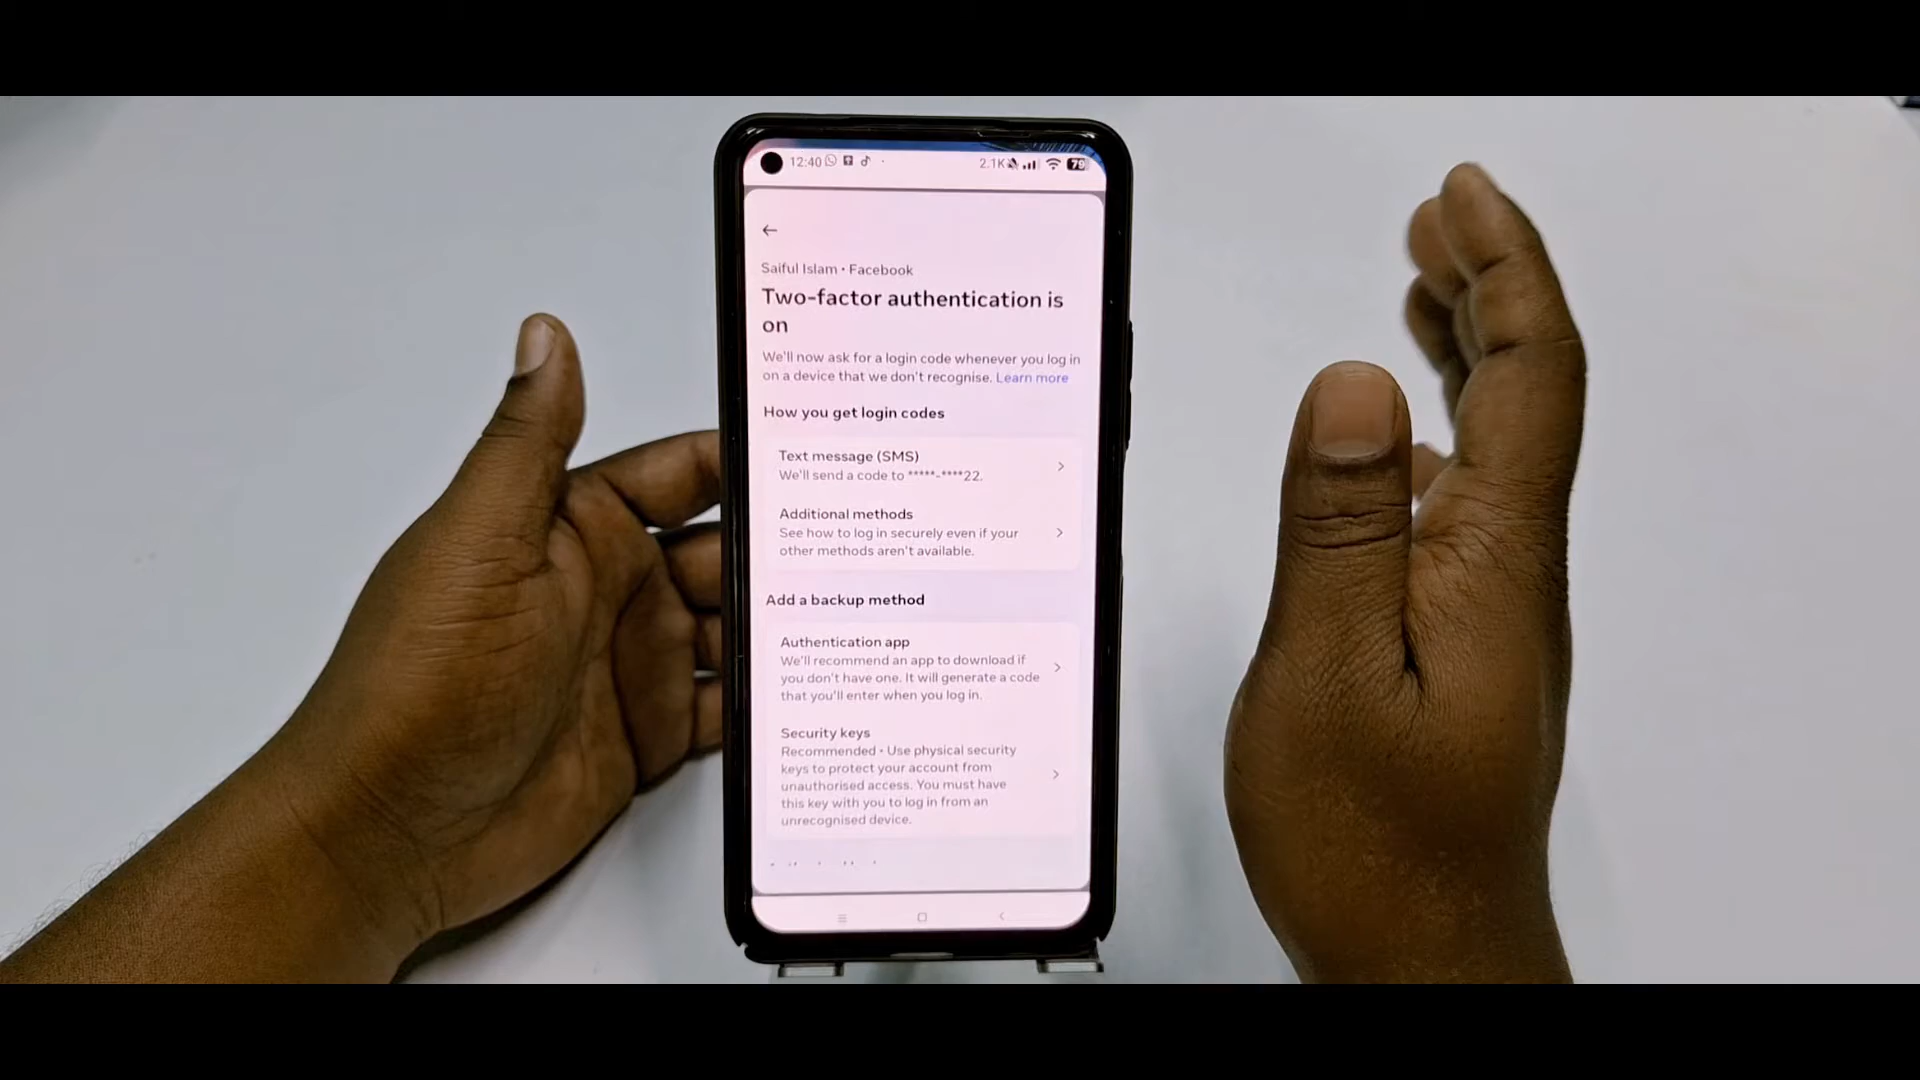 12:40
2.1K
79
Saiful Islam • Facebook
Two-factor authentication is
on
We'll now ask for a login code whenever you log in
on a device that we don't recognise. Learn more
How you get login codes
Text message (SMS)
We'll send a code to *****-****22.
Additional methods
See how to log in securely even if your
other methods aren't available.
Add a backup method
Authentication app
We'll recommend an app to download if
you don't have one. It will generate a code
that you'll enter when you log in.
Security keys
Recommended • Use physical security
keys to protect your account from
unauthorised access. You must have
this key with you to log in from an
unrecognised device.